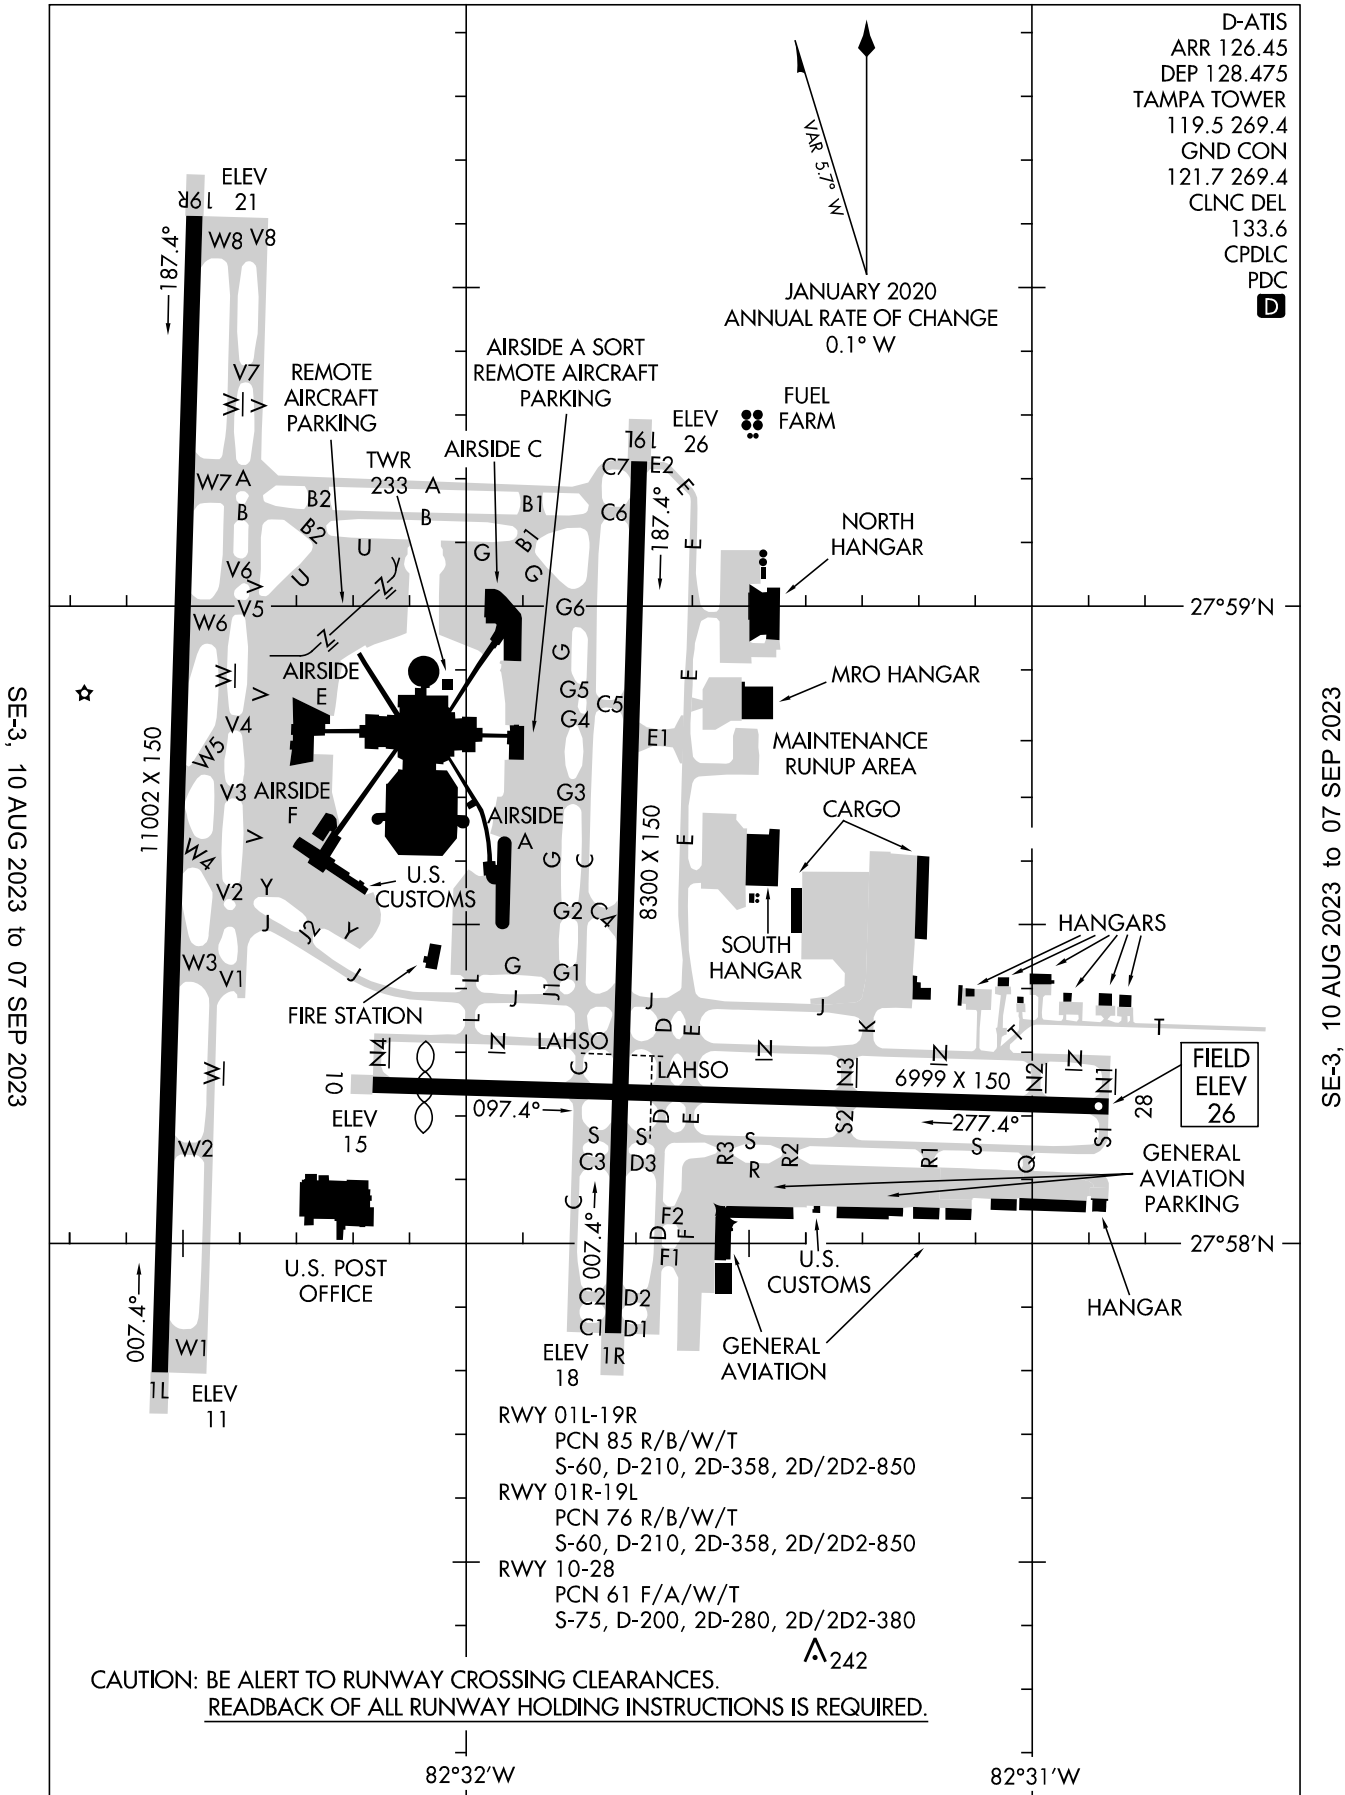 D-ATIS
ARR 126.45
DEP 128.475
TAMPA TOWER
119.5 269.4
GND CON
121.7 269.4
CLNC DEL
133.6
CPDLC
PDC
D
VAR 5.7° W
JANUARY 2020
ANNUAL RATE OF CHANGE
0.1° W
ELEV
21
19R
187.4°
W8 V8
V7
W V
REMOTE
AIRCRAFT
PARKING
AIRSIDE A SORT
REMOTE AIRCRAFT
PARKING
FUEL
FARM
ELEV
26
19L
AIRSIDE C
TWR
233
C7 E2
W7 A
A
B2
B1
E
C6
B
B
B2
B1
187.4°
NORTH
HANGAR
U
G
E
Y
Z
U
G
V6
V
V5
G6
27°59'N
W6
Z
G
AIRSIDE
E
W
V
G5
C5
E
MRO HANGAR
V4
G4
E1
W5
MAINTENANCE
RUNUP AREA
11002 X 150
V3
G3
AIRSIDE
F
AIRSIDE
A
CARGO
8300 X 150
E
V
W4
G
C
U.S.
CUSTOMS
V2
Y
J
J2
Y
G2
C4
SOUTH
HANGAR
HANGARS
W3
V1
J
L
G
G1
J
J1
J
J
FIRE STATION
L
D
E
K
T
T
LAHSO
LAHSO
N4
N
N
N
N
N3
N2
N1
W
C
10
ELEV
15
097.4°
6999 X 150
277.4°
28
FIELD
ELEV
26
D
E
S2
S1
W2
S
S
S
S
C3
D3
R3
R
R2
R1
Q
GENERAL
AVIATION
PARKING
C
007.4°
D
F2
F
F1
27°58'N
U.S. POST
OFFICE
U.S.
CUSTOMS
HANGAR
007.4°
C2
D2
C1
D1
W1
ELEV
18
1R
GENERAL
AVIATION
1L
ELEV
11
RWY 01L-19R
PCN 85 R/B/W/T
S-60, D-210, 2D-358, 2D/2D2-850
RWY 01R-19L
PCN 76 R/B/W/T
S-60, D-210, 2D-358, 2D/2D2-850
RWY 10-28
PCN 61 F/A/W/T
S-75, D-200, 2D-280, 2D/2D2-380
242
CAUTION: BE ALERT TO RUNWAY CROSSING CLEARANCES.
READBACK OF ALL RUNWAY HOLDING INSTRUCTIONS IS REQUIRED.
82°32'W
82°31'W
SE-3, 10 AUG 2023 to 07 SEP 2023
SE-3, 10 AUG 2023 to 07 SEP 2023